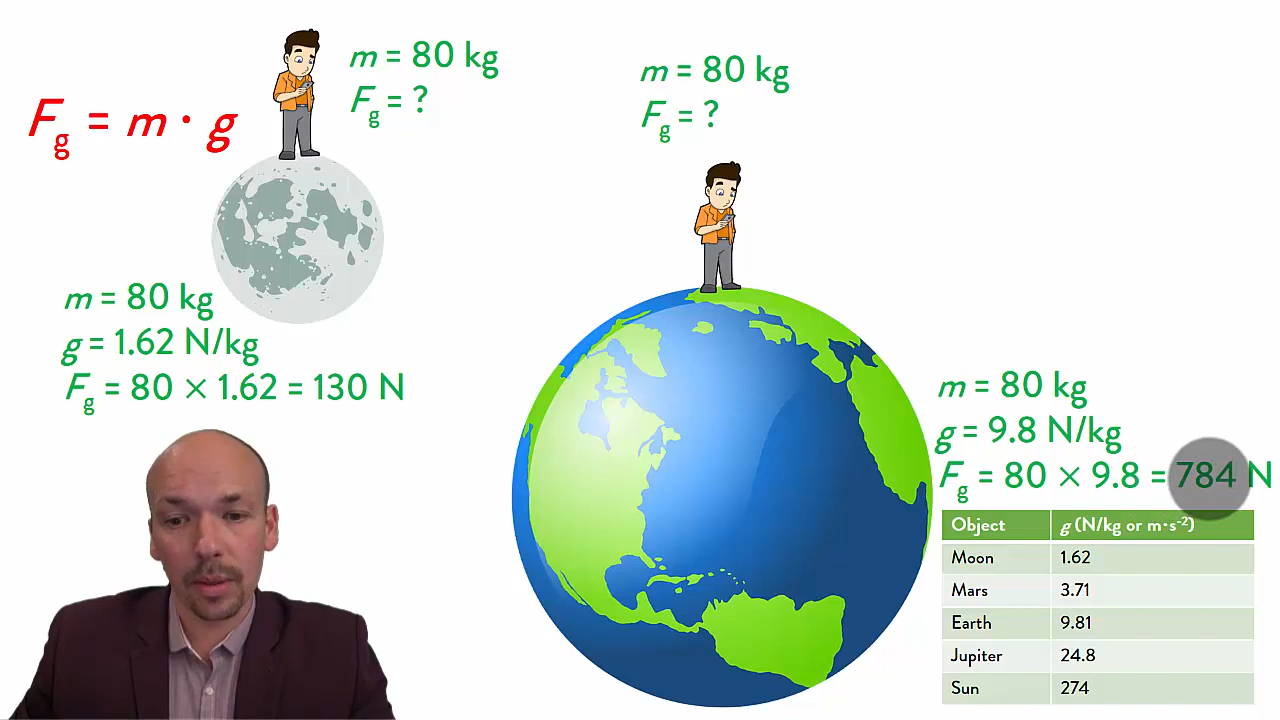 F_g = m · g
m = 80 kg
F_g = ?
m = 80 kg
g = 1.62 N/kg
F_g = 80 × 1.62 = 130 N
m = 80 kg
F_g = ?
m = 80 kg
g = 9.8 N/kg
F_g = 80 × 9.8 = 784 N
Object g (N/kg or m·s⁻²)
Moon 1.62
Mars 3.71
Earth 9.81
Jupiter 24.8
Sun 274